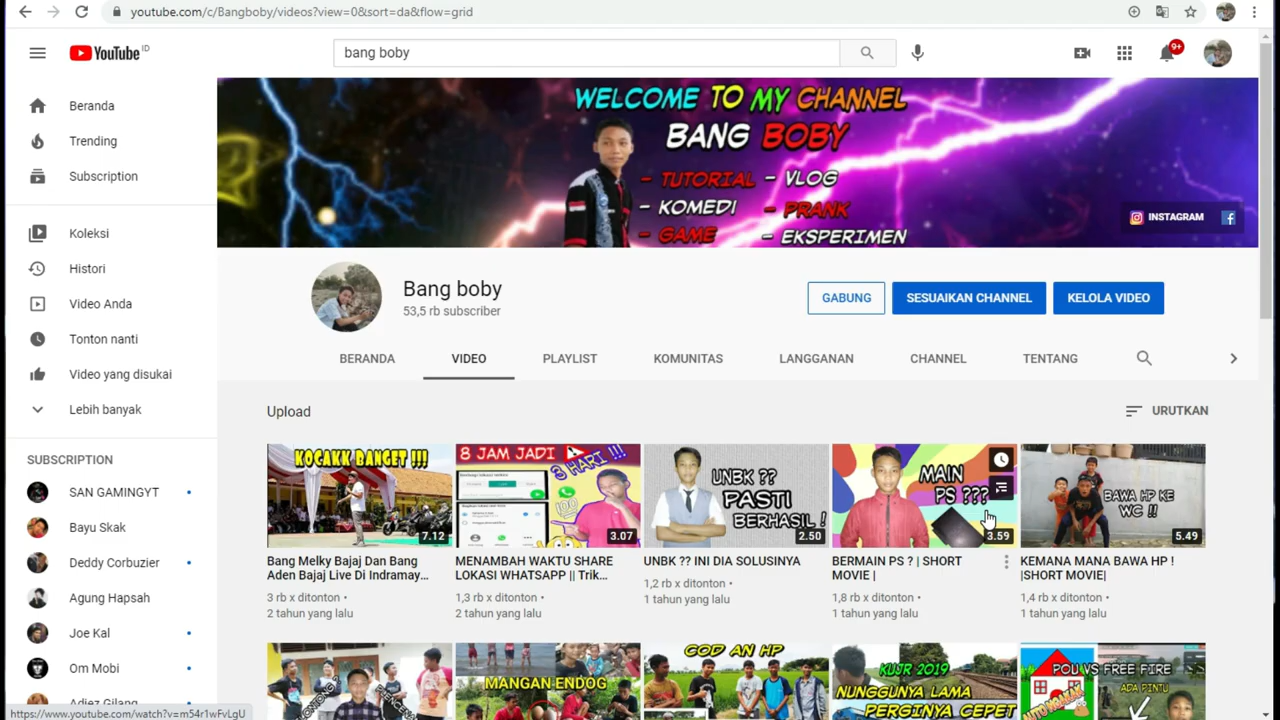 youtube.com/c/Bangboby/videos?view=0&sort=da&flow=grid
YouTube ID
bang boby
9+
Beranda
Trending
Subscription
Koleksi
Histori
Video Anda
Tonton nanti
Video yang disukai
Lebih banyak
SUBSCRIPTION
SAN GAMINGYT
Bayu Skak
Deddy Corbuzier
Agung Hapsah
Joe Kal
Om Mobi
Adiez Gilang
https://www.youtube.com/watch?v=m54r1wFvLgU
WELCOME TO MY CHANNEL
BANG BOBY
- TUTORIAL - VLOG
- KOMEDI - PRANK
- GAME - EKSPERIMEN
INSTAGRAM
Bang boby
53,5 rb subscriber
GABUNG
SESUAIKAN CHANNEL
KELOLA VIDEO
BERANDA
VIDEO
PLAYLIST
KOMUNITAS
LANGGANAN
CHANNEL
TENTANG
Upload
URUTKAN
KOCAKK BANGET !!!
7.12
Bang Melky Bajaj Dan Bang
Aden Bajaj Live Di Indramay...
3 rb x ditonton •
2 tahun yang lalu
8 JAM JADI
3 HARI !!!
3.07
MENAMBAH WAKTU SHARE
LOKASI WHATSAPP || Trik...
1,3 rb x ditonton •
2 tahun yang lalu
UNBK ??
PASTI
BERHASIL !
2.50
UNBK ?? INI DIA SOLUSINYA
1,2 rb x ditonton •
1 tahun yang lalu
MAIN
PS ???
3.59
BERMAIN PS ? | SHORT
MOVIE |
1,8 rb x ditonton •
1 tahun yang lalu
BAWA HP KE
WC !!
5.49
KEMANA MANA BAWA HP !
|SHORT MOVIE|
1,4 rb x ditonton •
1 tahun yang lalu
MANGAN ENDOG
GOD AN HP
KUJR 2019
NUNGGUNYA LAMA
PERGINYA CEPET
POU VS FREE FIRE
ADA PINTU